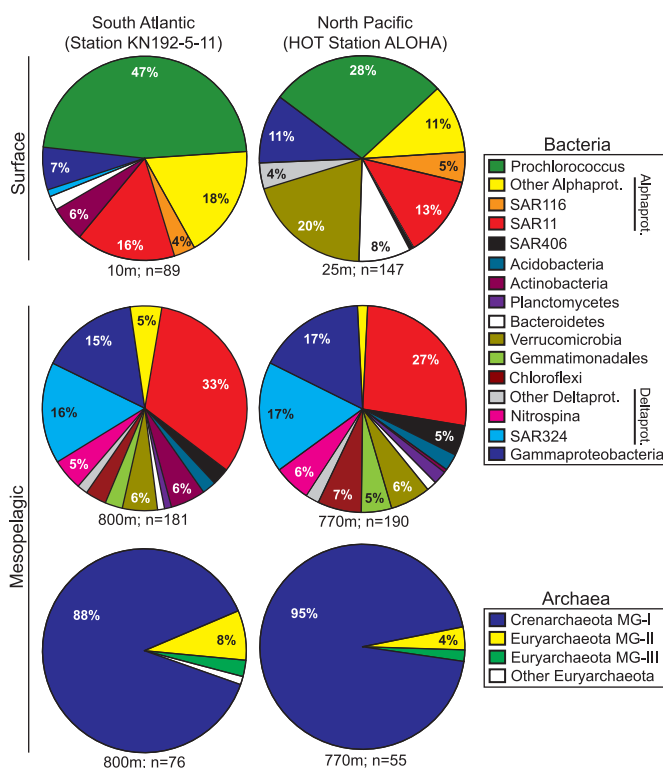 South Atlantic
(Station KN192-5-11)
North Pacific
(HOT Station ALOHA)
Surface
47%
18%
4%
16%
6%
7%
10m; n=89
28%
11%
5%
13%
8%
20%
4%
11%
25m; n=147
Bacteria
Prochlorococcus
Other Alphaprot.
SAR116
SAR11
SAR406
Acidobacteria
Actinobacteria
Planctomycetes
Bacteroidetes
Verrucomicrobia
Gemmatimonadales
Chloroflexi
Other Deltaprot.
Nitrospina
SAR324
Gammaproteobacteria
Alphaprot.
Deltaprot.
Mesopelagic
5%
33%
6%
6%
5%
16%
15%
800m; n=181
27%
5%
6%
5%
7%
6%
17%
17%
770m; n=190
88%
8%
800m; n=76
95%
4%
770m; n=55
Archaea
Crenarchaeota MG-I
Euryarchaeota MG-II
Euryarchaeota MG-III
Other Euryarchaeota